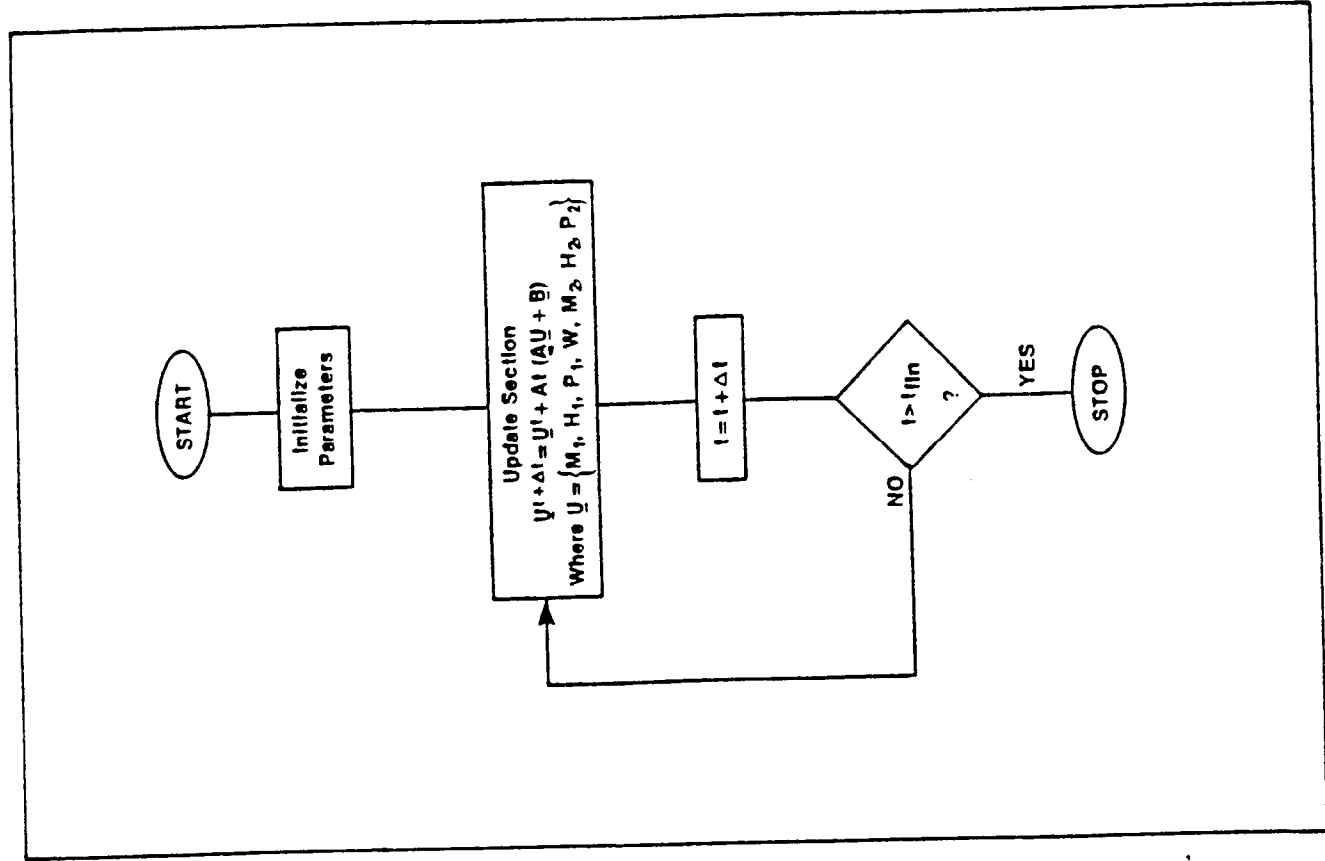 START
Initialize
Parameters
Update Section
U^t+Δt = U^t + At (AU + B)
Where U = {M₁, H₁, P₁, W, M₂, H₂, P₂}
t = t + Δt
t > tfin
?
NO
YES
STOP